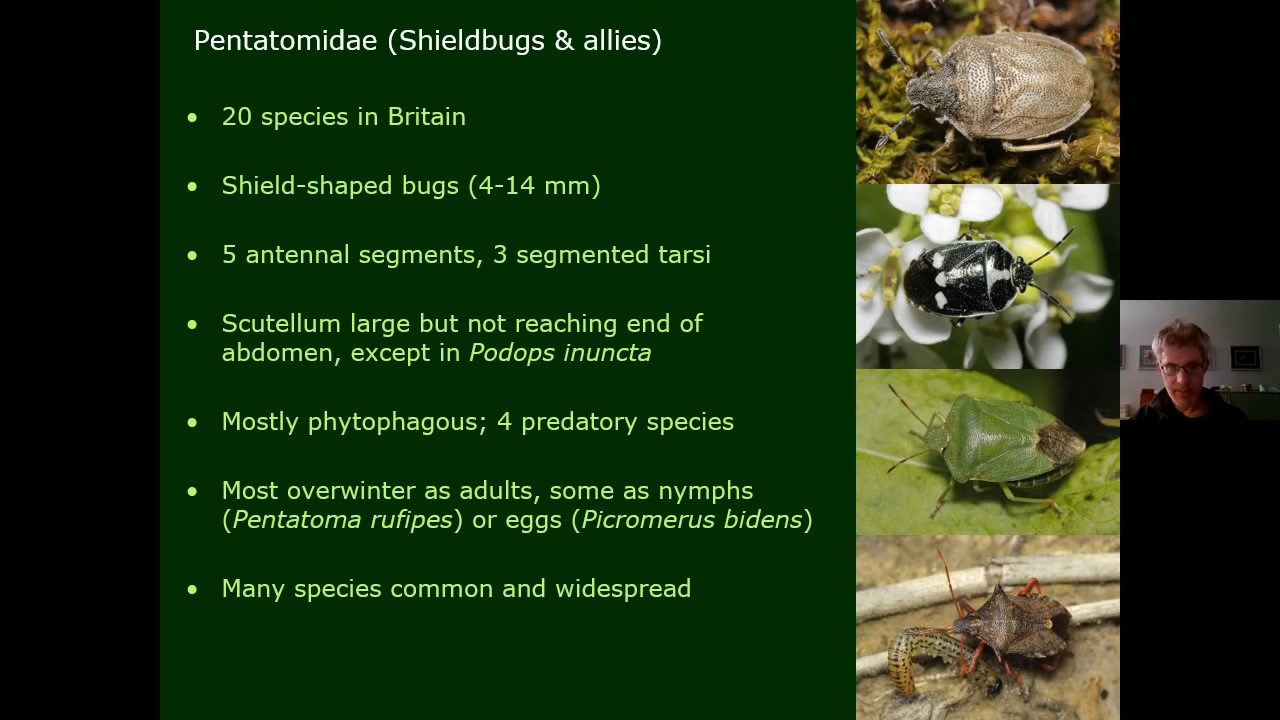 Pentatomidae (Shieldbugs & allies)
• 20 species in Britain
• Shield-shaped bugs (4-14 mm)
• 5 antennal segments, 3 segmented tarsi
• Scutellum large but not reaching end of
abdomen, except in Podops inuncta
• Mostly phytophagous; 4 predatory species
• Most overwinter as adults, some as nymphs
(Pentatoma rufipes) or eggs (Picromerus bidens)
• Many species common and widespread